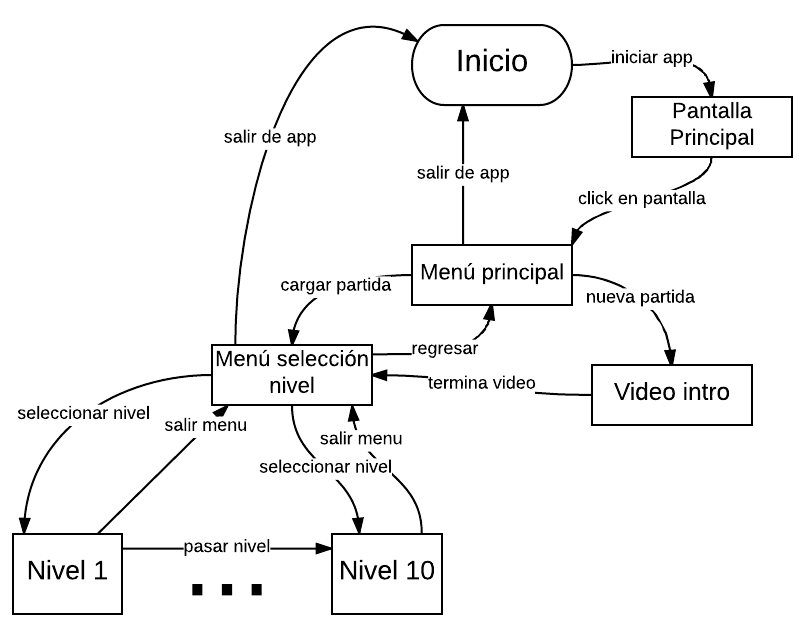 Inicio
iniciar app
Pantalla
Principal
salir de app
salir de app
click en pantalla
Menú principal
cargar partida
nueva partida
regresar
Menú selección
nivel
termina video
Video intro
seleccionar nivel
salir menu
salir menu
seleccionar nivel
pasar nivel
Nivel 1
...
Nivel 10